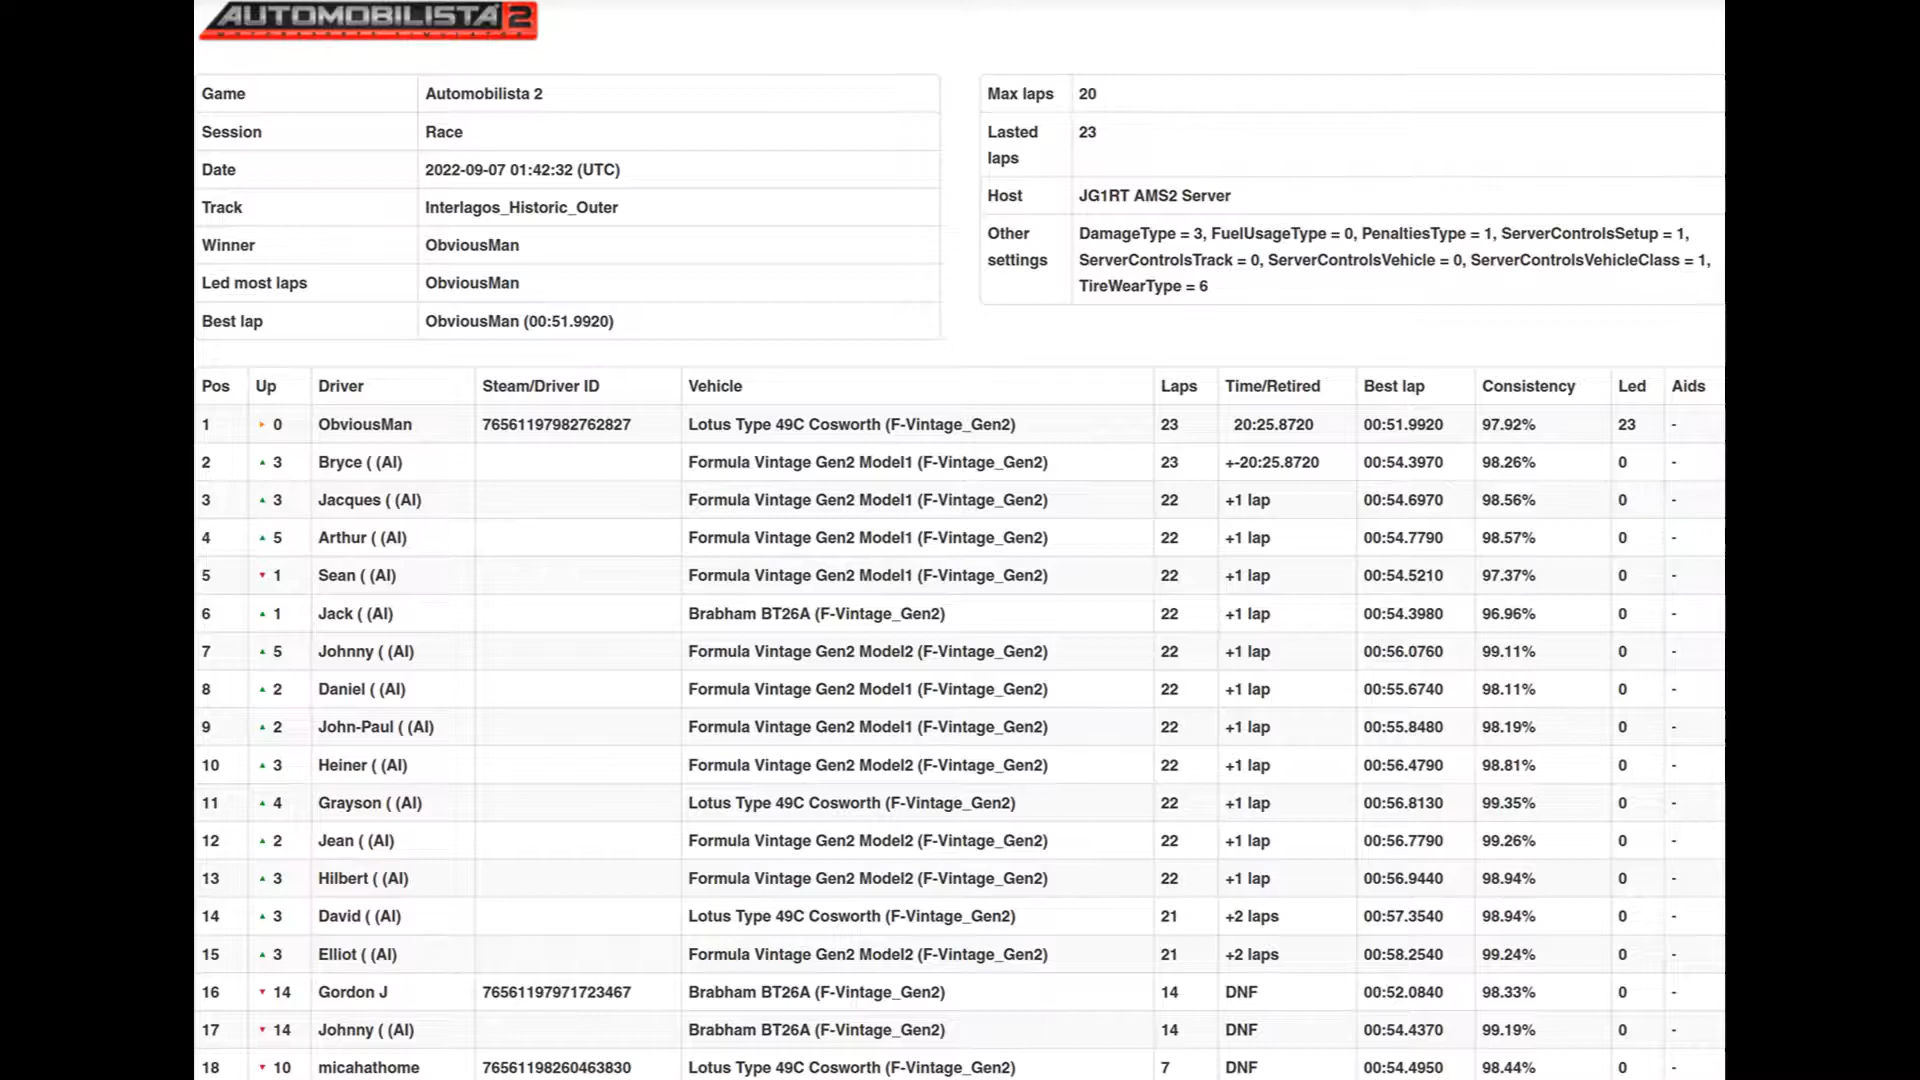 AUTOMOBILISTA 2
Game Automobilista 2
Session Race
Date 2022-09-07 01:42:32 (UTC)
Track Interlagos_Historic_Outer
Winner ObviousMan
Led most laps ObviousMan
Best lap ObviousMan (00:51.9920)
Max laps 20
Lasted laps 23
Host JG1RT AMS2 Server
Other settings DamageType = 3, FuelUsageType = 0, PenaltiesType = 1, ServerControlsSetup = 1,
ServerControlsTrack = 0, ServerControlsVehicle = 0, ServerControlsVehicleClass = 1,
TireWearType = 6
Pos Up Driver Steam/Driver ID Vehicle Laps Time/Retired Best lap Consistency Led Aids
1 0 ObviousMan 76561197982762827 Lotus Type 49C Cosworth (F-Vintage_Gen2) 23 20:25.8720 00:51.9920 97.92% 23 -
2 3 Bryce ( (AI) Formula Vintage Gen2 Model1 (F-Vintage_Gen2) 23 +-20:25.8720 00:54.3970 98.26% 0 -
3 3 Jacques ( (AI) Formula Vintage Gen2 Model1 (F-Vintage_Gen2) 22 +1 lap 00:54.6970 98.56% 0 -
4 5 Arthur ( (AI) Formula Vintage Gen2 Model1 (F-Vintage_Gen2) 22 +1 lap 00:54.7790 98.57% 0 -
5 1 Sean ( (AI) Formula Vintage Gen2 Model1 (F-Vintage_Gen2) 22 +1 lap 00:54.5210 97.37% 0 -
6 1 Jack ( (AI) Brabham BT26A (F-Vintage_Gen2) 22 +1 lap 00:54.3980 96.96% 0 -
7 5 Johnny ( (AI) Formula Vintage Gen2 Model2 (F-Vintage_Gen2) 22 +1 lap 00:56.0760 99.11% 0 -
8 2 Daniel ( (AI) Formula Vintage Gen2 Model1 (F-Vintage_Gen2) 22 +1 lap 00:55.6740 98.11% 0 -
9 2 John-Paul ( (AI) Formula Vintage Gen2 Model1 (F-Vintage_Gen2) 22 +1 lap 00:55.8480 98.19% 0 -
10 3 Heiner ( (AI) Formula Vintage Gen2 Model2 (F-Vintage_Gen2) 22 +1 lap 00:56.4790 98.81% 0 -
11 4 Grayson ( (AI) Lotus Type 49C Cosworth (F-Vintage_Gen2) 22 +1 lap 00:56.8130 99.35% 0 -
12 2 Jean ( (AI) Formula Vintage Gen2 Model2 (F-Vintage_Gen2) 22 +1 lap 00:56.7790 99.26% 0 -
13 3 Hilbert ( (AI) Formula Vintage Gen2 Model2 (F-Vintage_Gen2) 22 +1 lap 00:56.9440 98.94% 0 -
14 3 David ( (AI) Lotus Type 49C Cosworth (F-Vintage_Gen2) 21 +2 laps 00:57.3540 98.94% 0 -
15 3 Elliot ( (AI) Formula Vintage Gen2 Model2 (F-Vintage_Gen2) 21 +2 laps 00:58.2540 99.24% 0 -
16 14 Gordon J 76561197971723467 Brabham BT26A (F-Vintage_Gen2) 14 DNF 00:52.0840 98.33% 0 -
17 14 Johnny ( (AI) Brabham BT26A (F-Vintage_Gen2) 14 DNF 00:54.4370 99.19% 0 -
18 10 micahathome 76561198260463830 Lotus Type 49C Cosworth (F-Vintage_Gen2) 7 DNF 00:54.4950 98.44% 0 -